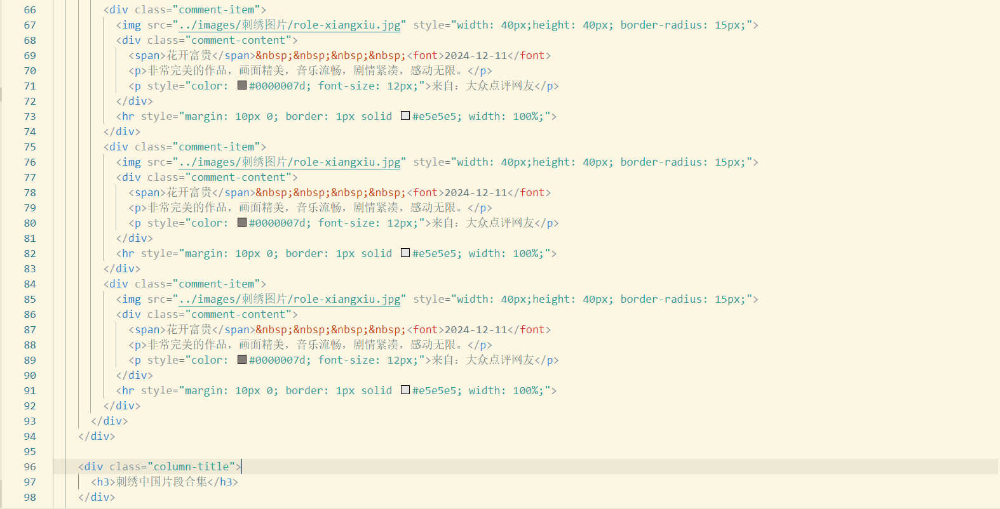 66 <div class="comment-item">
67 <img src="../images/刺绣图片/role-xiangxiu.jpg" style="width: 40px;height: 40px; border-radius: 15px;">
68 <div class="comment-content">
69 <span>花开富贵</span>&nbsp;&nbsp;&nbsp;&nbsp;<font>2024-12-11</font>
70 <p>非常完美的作品，画面精美，音乐流畅，剧情紧凑，感动无限。</p>
71 <p style="color: #0000007d; font-size: 12px;">来自：大众点评网友</p>
72 </div>
73 <hr style="margin: 10px 0; border: 1px solid #e5e5e5; width: 100%;">
74 </div>
75 <div class="comment-item">
76 <img src="../images/刺绣图片/role-xiangxiu.jpg" style="width: 40px;height: 40px; border-radius: 15px;">
77 <div class="comment-content">
78 <span>花开富贵</span>&nbsp;&nbsp;&nbsp;&nbsp;<font>2024-12-11</font>
79 <p>非常完美的作品，画面精美，音乐流畅，剧情紧凑，感动无限。</p>
80 <p style="color: #0000007d; font-size: 12px;">来自：大众点评网友</p>
81 </div>
82 <hr style="margin: 10px 0; border: 1px solid #e5e5e5; width: 100%;">
83 </div>
84 <div class="comment-item">
85 <img src="../images/刺绣图片/role-xiangxiu.jpg" style="width: 40px;height: 40px; border-radius: 15px;">
86 <div class="comment-content">
87 <span>花开富贵</span>&nbsp;&nbsp;&nbsp;&nbsp;<font>2024-12-11</font>
88 <p>非常完美的作品，画面精美，音乐流畅，剧情紧凑，感动无限。</p>
89 <p style="color: #0000007d; font-size: 12px;">来自：大众点评网友</p>
90 </div>
91 <hr style="margin: 10px 0; border: 1px solid #e5e5e5; width: 100%;">
92 </div>
93 </div>
94 </div>
95
96 <div class="column-title">
97 <h3>刺绣中国片段合集</h3>
98 </div>